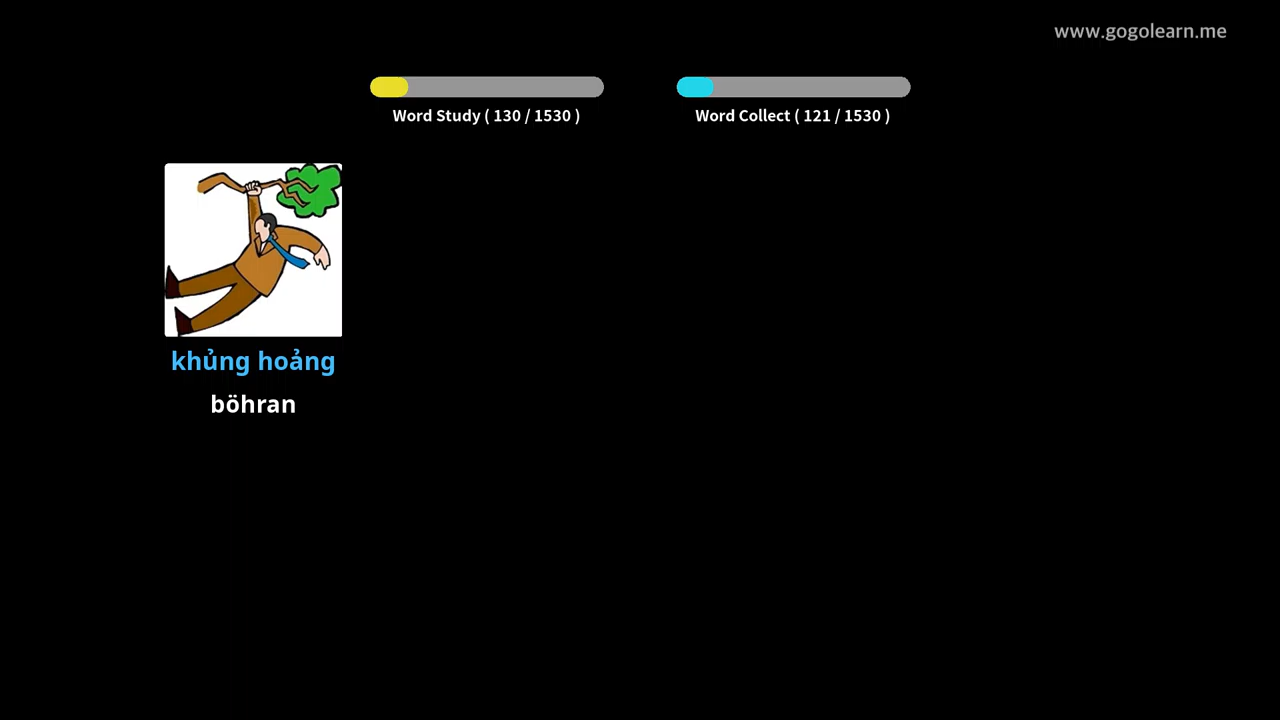 www.gogolearn.me
Word Study ( 130 / 1530 )
Word Collect ( 121 / 1530 )
khủng hoảng
böhran